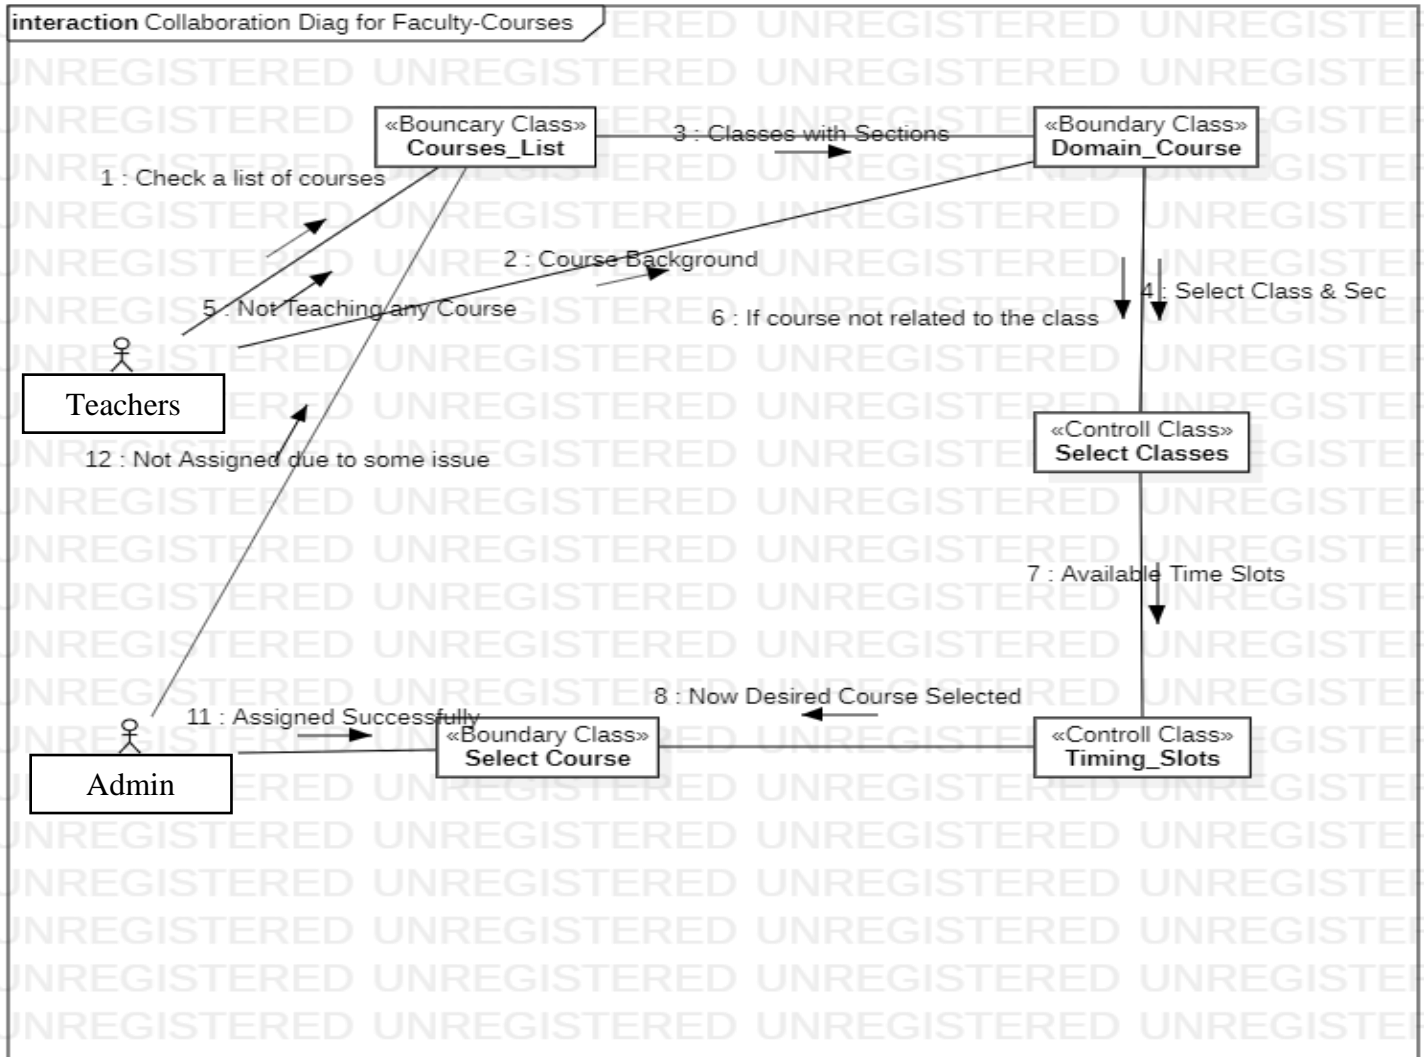 interaction Collaboration Diag for Faculty-Courses
«Bouncary Class»
Courses_List
3 : Classes with Sections
«Boundary Class»
Domain_Course
1 : Check a list of courses
2 : Course Background
4 : Select Class & Sec
5 : Not Teaching any Course
6 : If course not related to the class
Teachers
«Controll Class»
Select Classes
12 : Not Assigned due to some issue
7 : Available Time Slots
8 : Now Desired Course Selected
11 : Assigned Successfully
«Boundary Class»
Select Course
«Controll Class»
Timing_Slots
Admin
UNREGISTERED UNREGISTERED UNREGISTERED UNREGISTERED